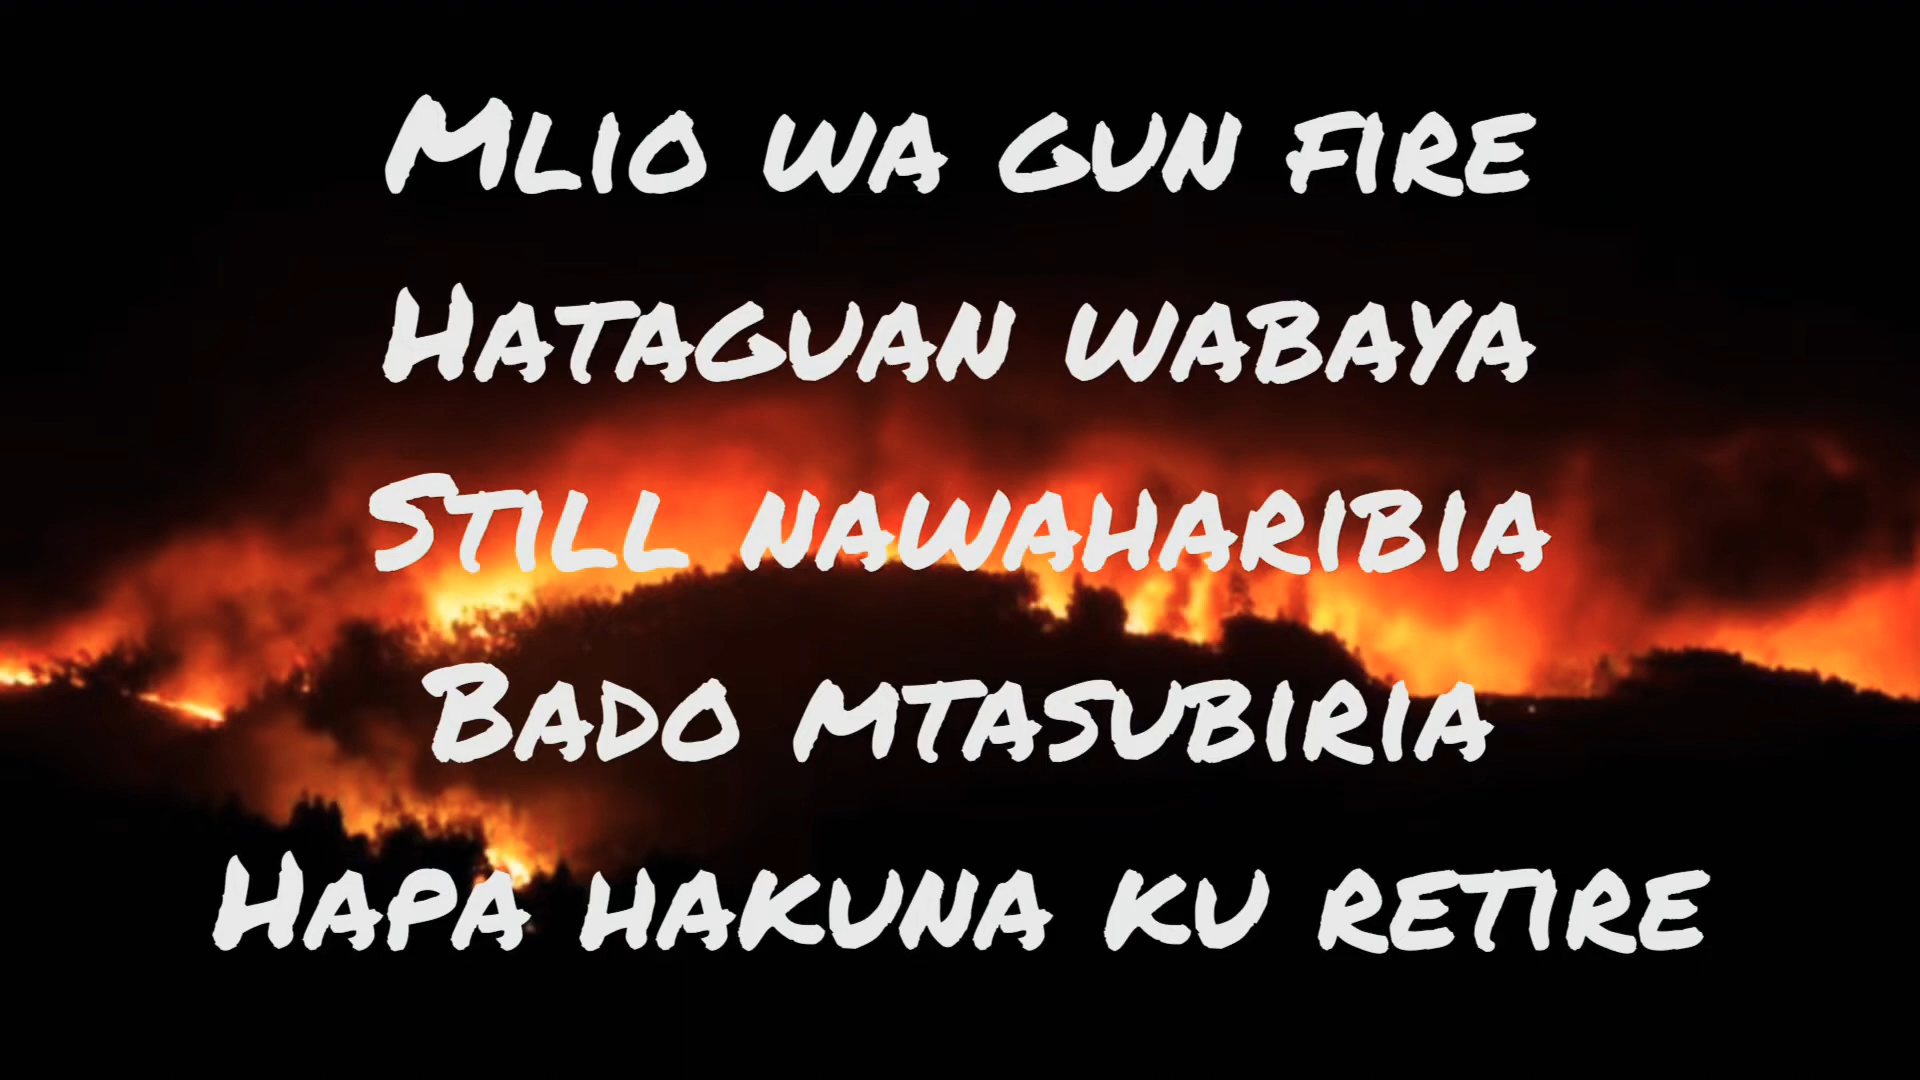 Mlio wa gun fire
Hataguan wabaya
Still nawaharibia
Bado mtasubiria
Hapa hakuna ku retire